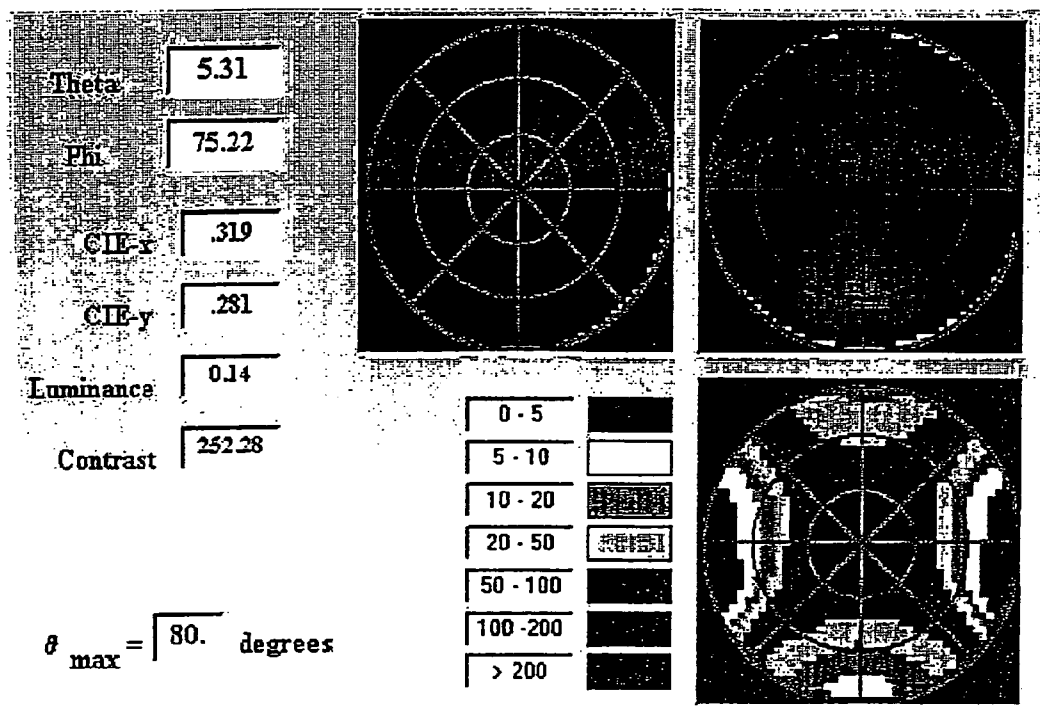 Theta 5.31
Phi 75.22
CIE-x .319
CIE-y .281
Luminance 0.14
Contrast 252.28
0 - 5
5 - 10
10 - 20
20 - 50
50 - 100
100 -200
> 200
ϑ max = 80. degrees